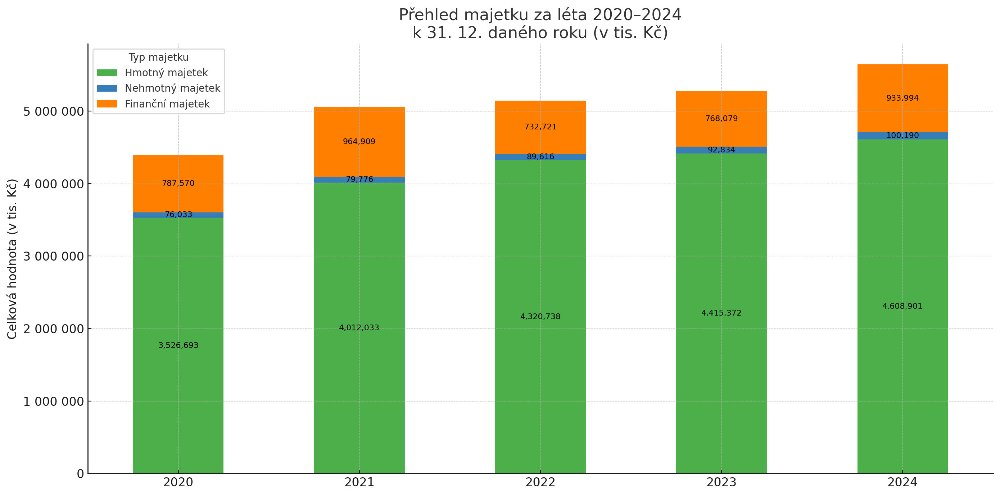 Přehled majetku za léta 2020–2024
k 31. 12. daného roku (v tis. Kč)
Typ majetku
Hmotný majetek
Nehmotný majetek
Finanční majetek
Celková hodnota (v tis. Kč)
5 000 000
4 000 000
3 000 000
2 000 000
1 000 000
0
787,570
76,033
3,526,693
964,909
79,776
4,012,033
732,721
89,616
4,320,738
768,079
92,834
4,415,372
933,994
100,190
4,608,901
2020
2021
2022
2023
2024